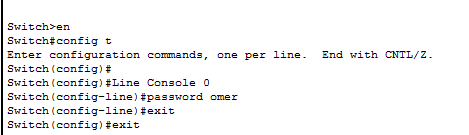 Switch>en
Switch#config t
Enter configuration commands, one per line.  End with CNTL/Z.
Switch(config)#
Switch(config)#Line Console 0
Switch(config-line)#password omer
Switch(config-line)#exit
Switch(config)#exit